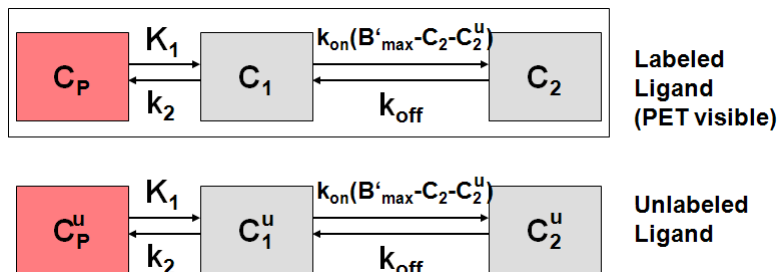 K₁ kₒₙ(B'ₘₐₓ-C₂-C₂ᵘ)
Cₚ C₁ C₂
k₂ kₒff
Labeled
Ligand
(PET visible)
K₁ kₒₙ(B'ₘₐₓ-C₂-C₂ᵘ)
Cₚᵘ C₁ᵘ C₂ᵘ
k₂ kₒff
Unlabeled
Ligand